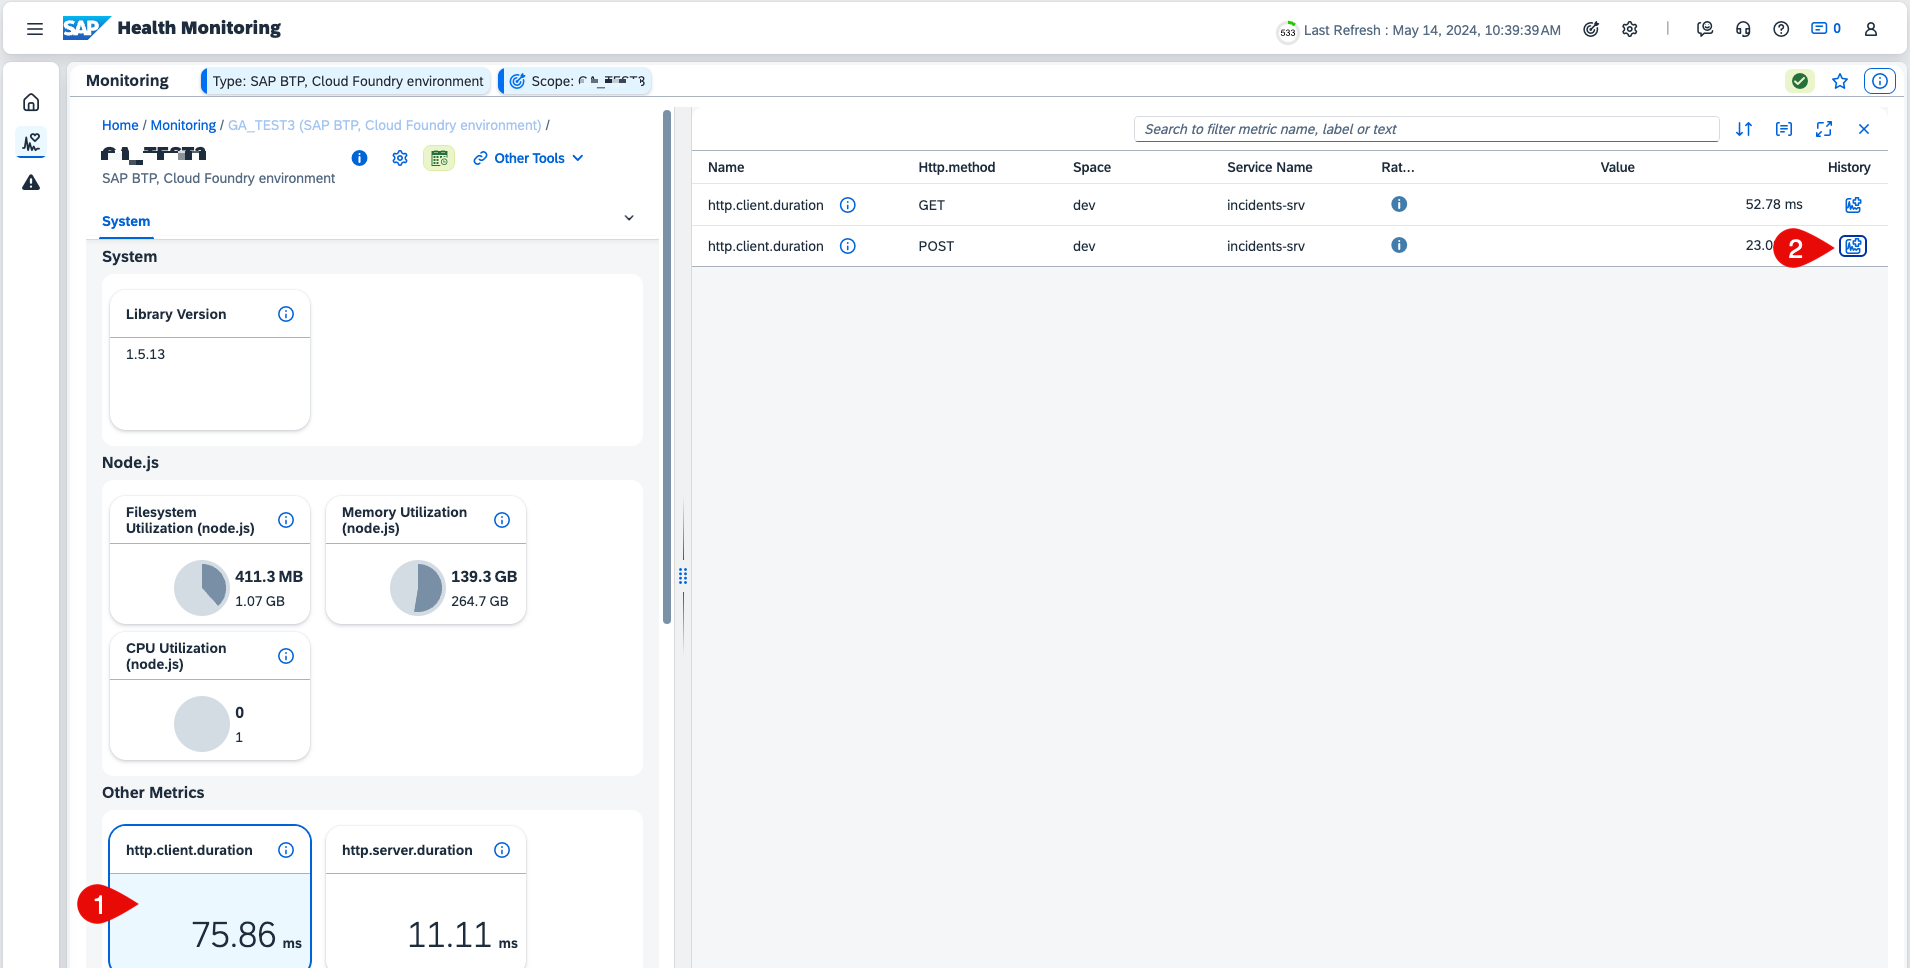 SAP Health Monitoring
533 Last Refresh : May 14, 2024, 10:39:39AM
0
Monitoring
Type: SAP BTP, Cloud Foundry environment
Scope:
Home / Monitoring / GA_TEST3 (SAP BTP, Cloud Foundry environment) /
Other Tools
SAP BTP, Cloud Foundry environment
System
System
Library Version
1.5.13
Node.js
Filesystem
Utilization (node.js)
411.3 MB
1.07 GB
Memory Utilization
(node.js)
139.3 GB
264.7 GB
CPU Utilization
(node.js)
0
1
Other Metrics
http.client.duration
1
75.86 ms
http.server.duration
11.11 ms
Search to filter metric name, label or text
Name Http.method Space Service Name Rat... Value History
http.client.duration GET dev incidents-srv 52.78 ms
http.client.duration POST dev incidents-srv 23.0
2